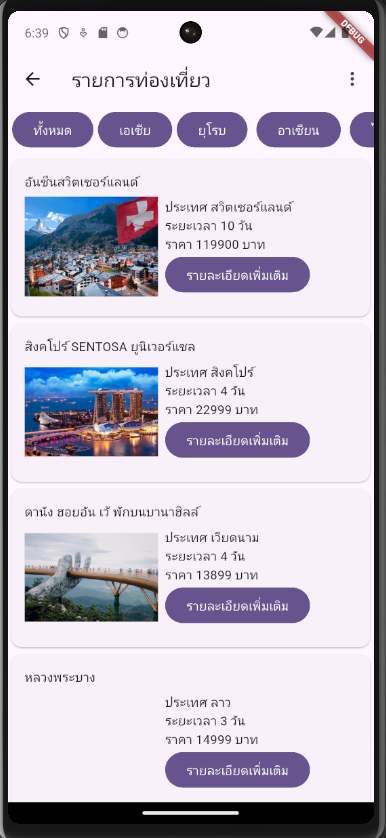 6:39
DEBUG
รายการท่องเที่ยว
ทั้งหมด
เอเชีย
ยุโรป
อาเซียน
อันซีนสวิตเซอร์แลนด์
ประเทศ สวิตเซอร์แลนด์
ระยะเวลา 10 วัน
ราคา 119900 บาท
รายละเอียดเพิ่มเติม
สิงคโปร์ SENTOSA ยูนิเวอร์แซล
ประเทศ สิงคโปร์
ระยะเวลา 4 วัน
ราคา 22999 บาท
รายละเอียดเพิ่มเติม
ดานัง ฮอยอัน เว้ พักบนบานาฮิลล์
ประเทศ เวียดนาม
ระยะเวลา 4 วัน
ราคา 13899 บาท
รายละเอียดเพิ่มเติม
หลวงพระบาง
ประเทศ ลาว
ระยะเวลา 3 วัน
ราคา 14999 บาท
รายละเอียดเพิ่มเติม